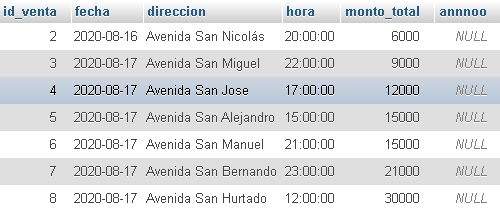 id_venta fecha direccion hora monto_total annnoo
2 2020-08-16 Avenida San Nicolás 20:00:00 6000 NULL
3 2020-08-17 Avenida San Miguel 22:00:00 9000 NULL
4 2020-08-17 Avenida San Jose 17:00:00 12000 NULL
5 2020-08-17 Avenida San Alejandro 15:00:00 15000 NULL
6 2020-08-17 Avenida San Manuel 21:00:00 15000 NULL
7 2020-08-17 Avenida San Bernando 23:00:00 21000 NULL
8 2020-08-17 Avenida San Hurtado 12:00:00 30000 NULL